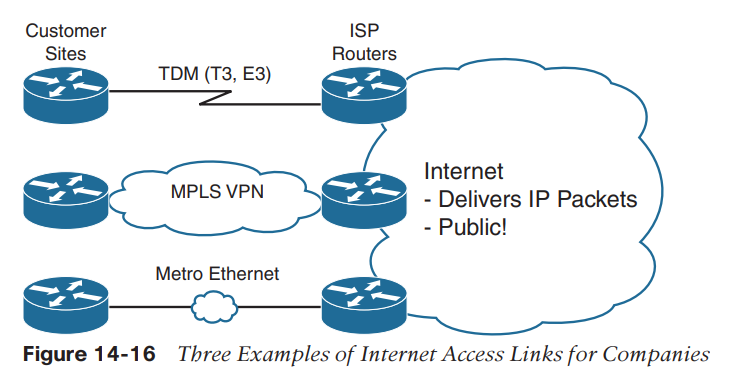 Customer
Sites
ISP
Routers
TDM (T3, E3)
MPLS VPN
Internet
- Delivers IP Packets
- Public!
Metro Ethernet
Figure 14-16 Three Examples of Internet Access Links for Companies